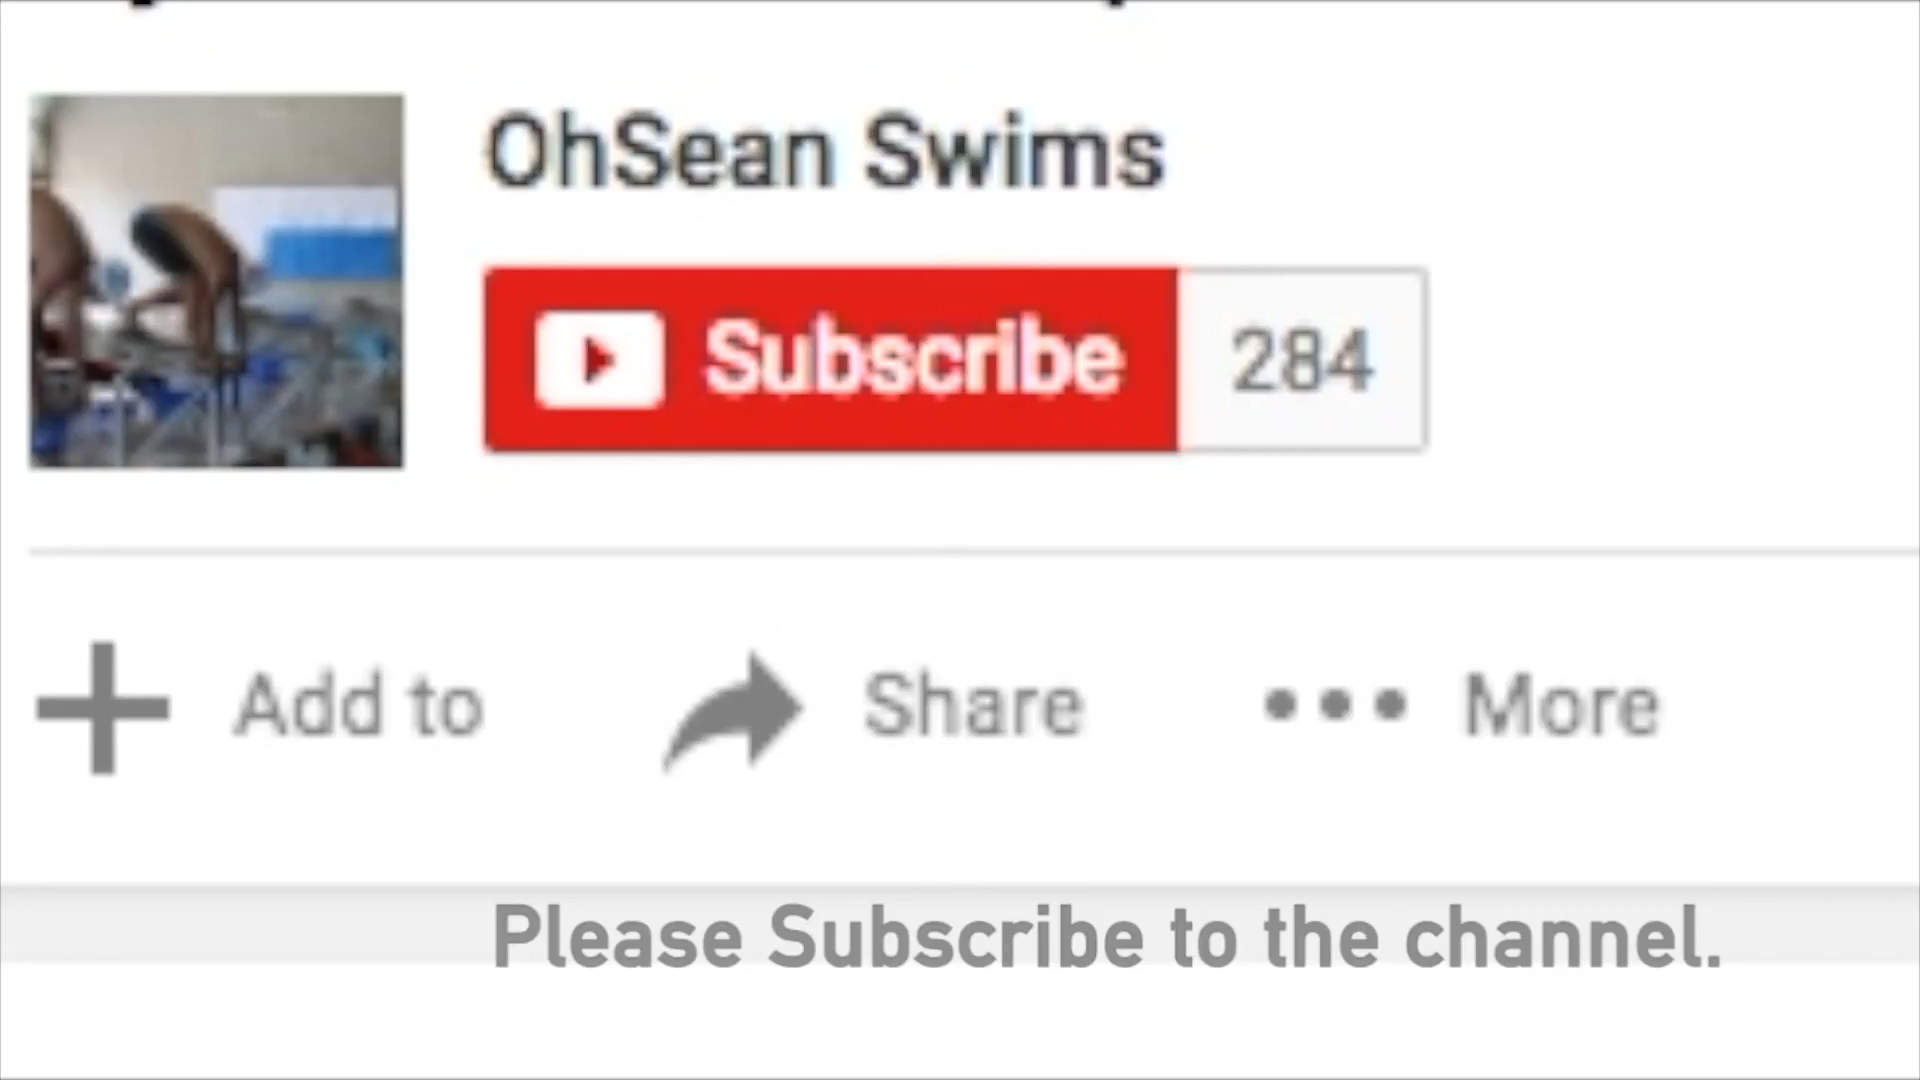 OhSean Swims
Subscribe 284
Add to Share More
Please Subscribe to the channel.